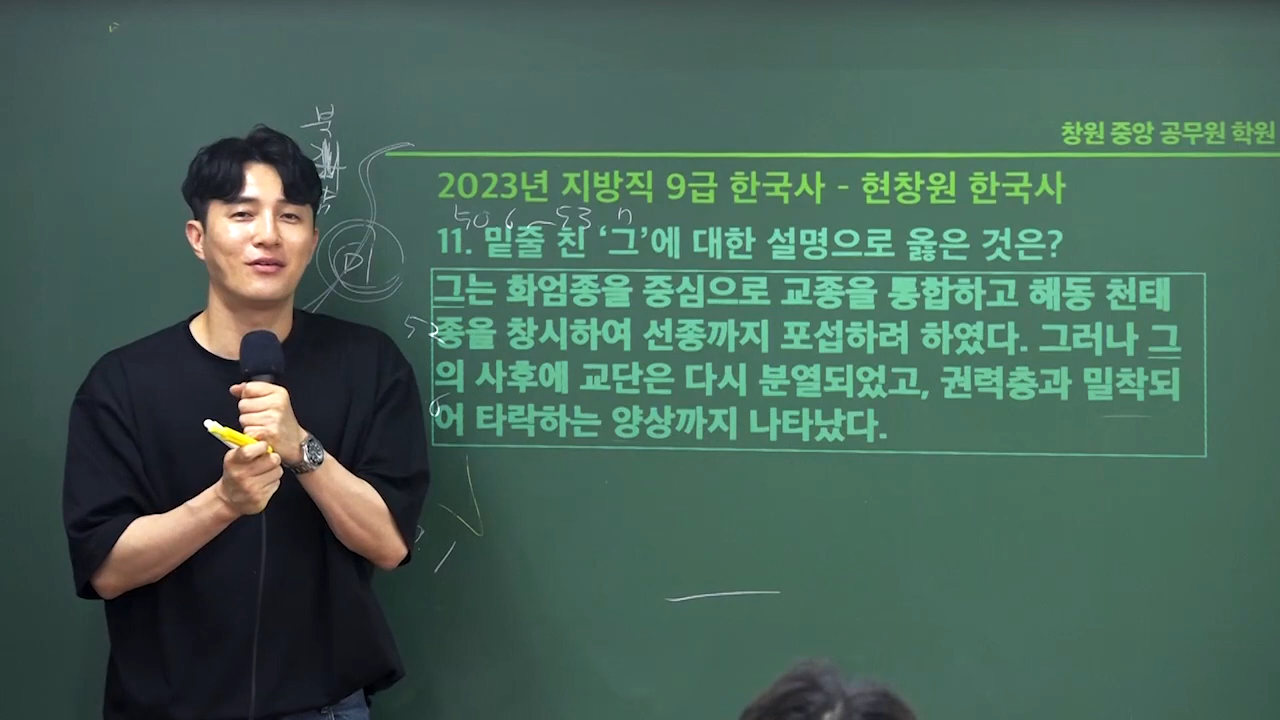 창원 중앙 공무원 학원
2023년 지방직 9급 한국사 - 현창원 한국사
11. 밑줄 친 ‘그’에 대한 설명으로 옳은 것은?
그는 화엄종을 중심으로 교종을 통합하고 해동 천태
종을 창시하여 선종까지 포섭하려 하였다. 그러나 그
의 사후에 교단은 다시 분열되었고, 권력층과 밀착되
어 타락하는 양상까지 나타났다.